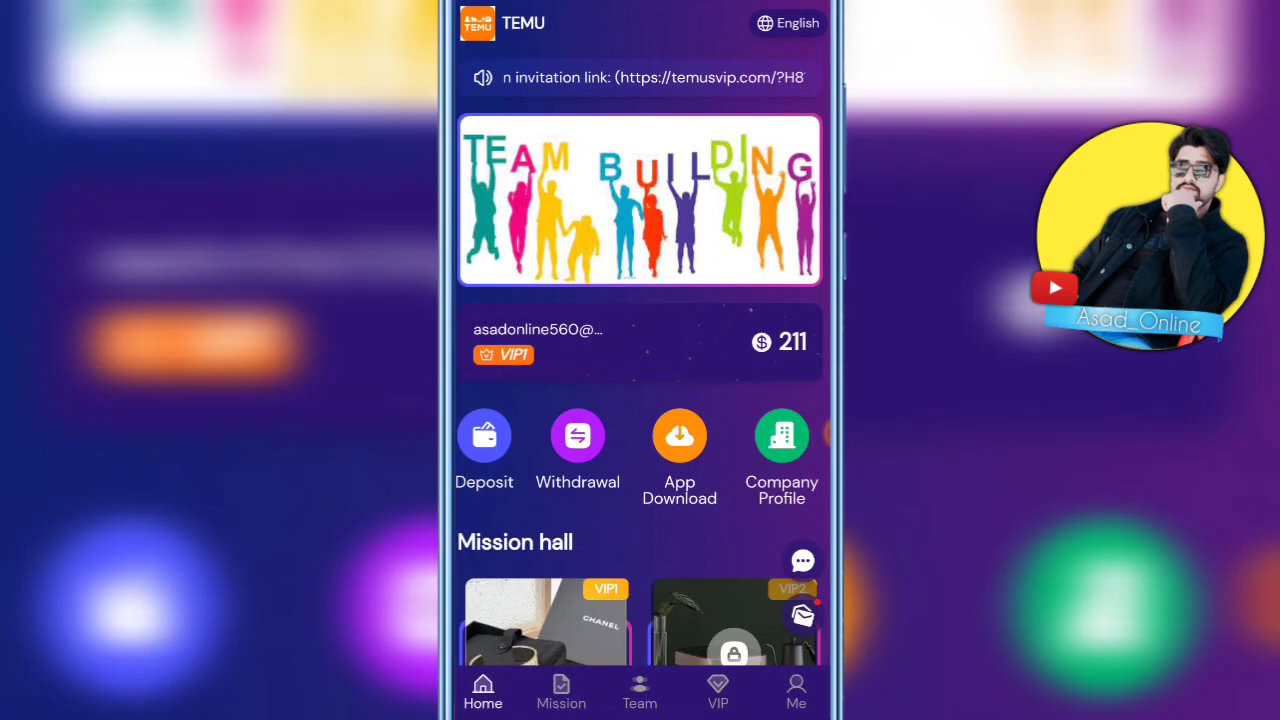 TEMU
TEMU
English
n invitation link: (https://temusvip.com/?H8
TEAM BUILDING
asadonline560@...
VIP1
211
Deposit
Withdrawal
App
Download
Company
Profile
Mission hall
VIP1
VIP2
CHANEL
Home
Mission
Team
VIP
Me
Asad_Online